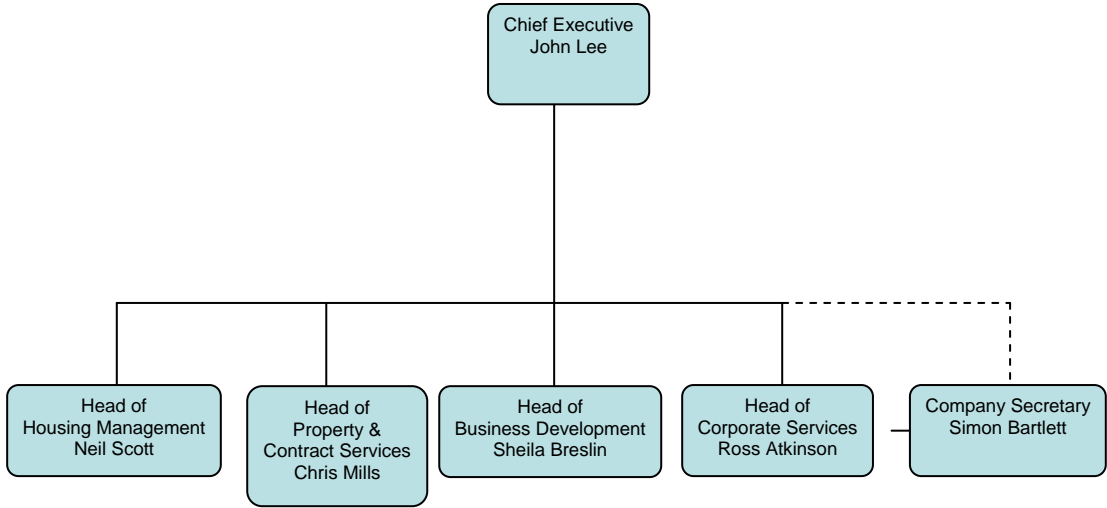 Chief Executive
John Lee
Head of
Housing Management
Neil Scott
Head of
Property &
Contract Services
Chris Mills
Head of
Business Development
Sheila Breslin
Head of
Corporate Services
Ross Atkinson
Company Secretary
Simon Bartlett